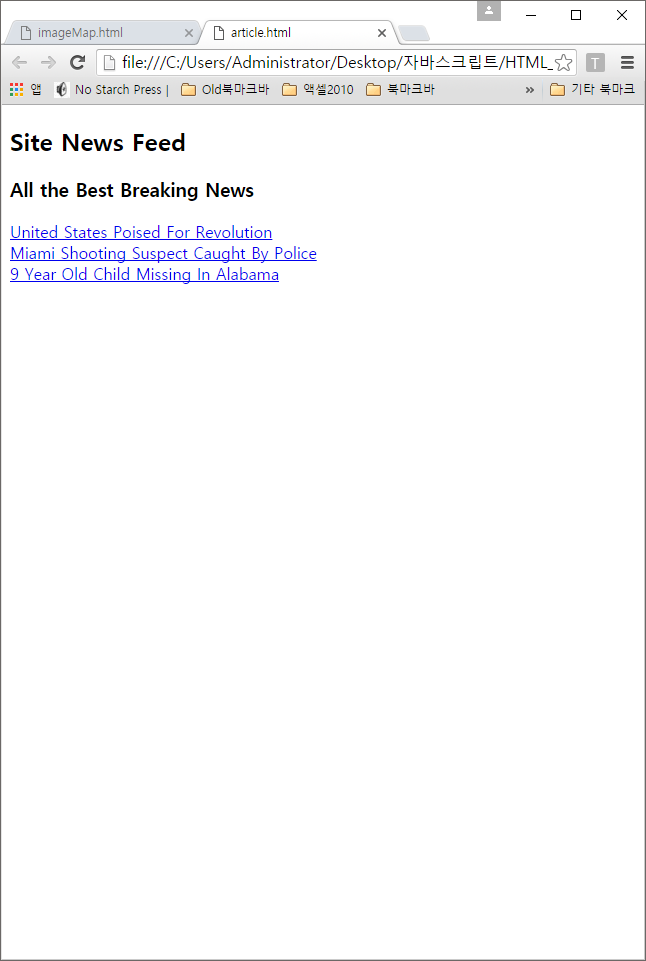 imageMap.html
article.html
file:///C:/Users/Administrator/Desktop/자바스크립트/HTML_
앱 No Starch Press | Old북마크바 액셀2010 북마크바 » 기타 북마크
T
Site News Feed
All the Best Breaking News
United States Poised For Revolution
Miami Shooting Suspect Caught By Police
9 Year Old Child Missing In Alabama